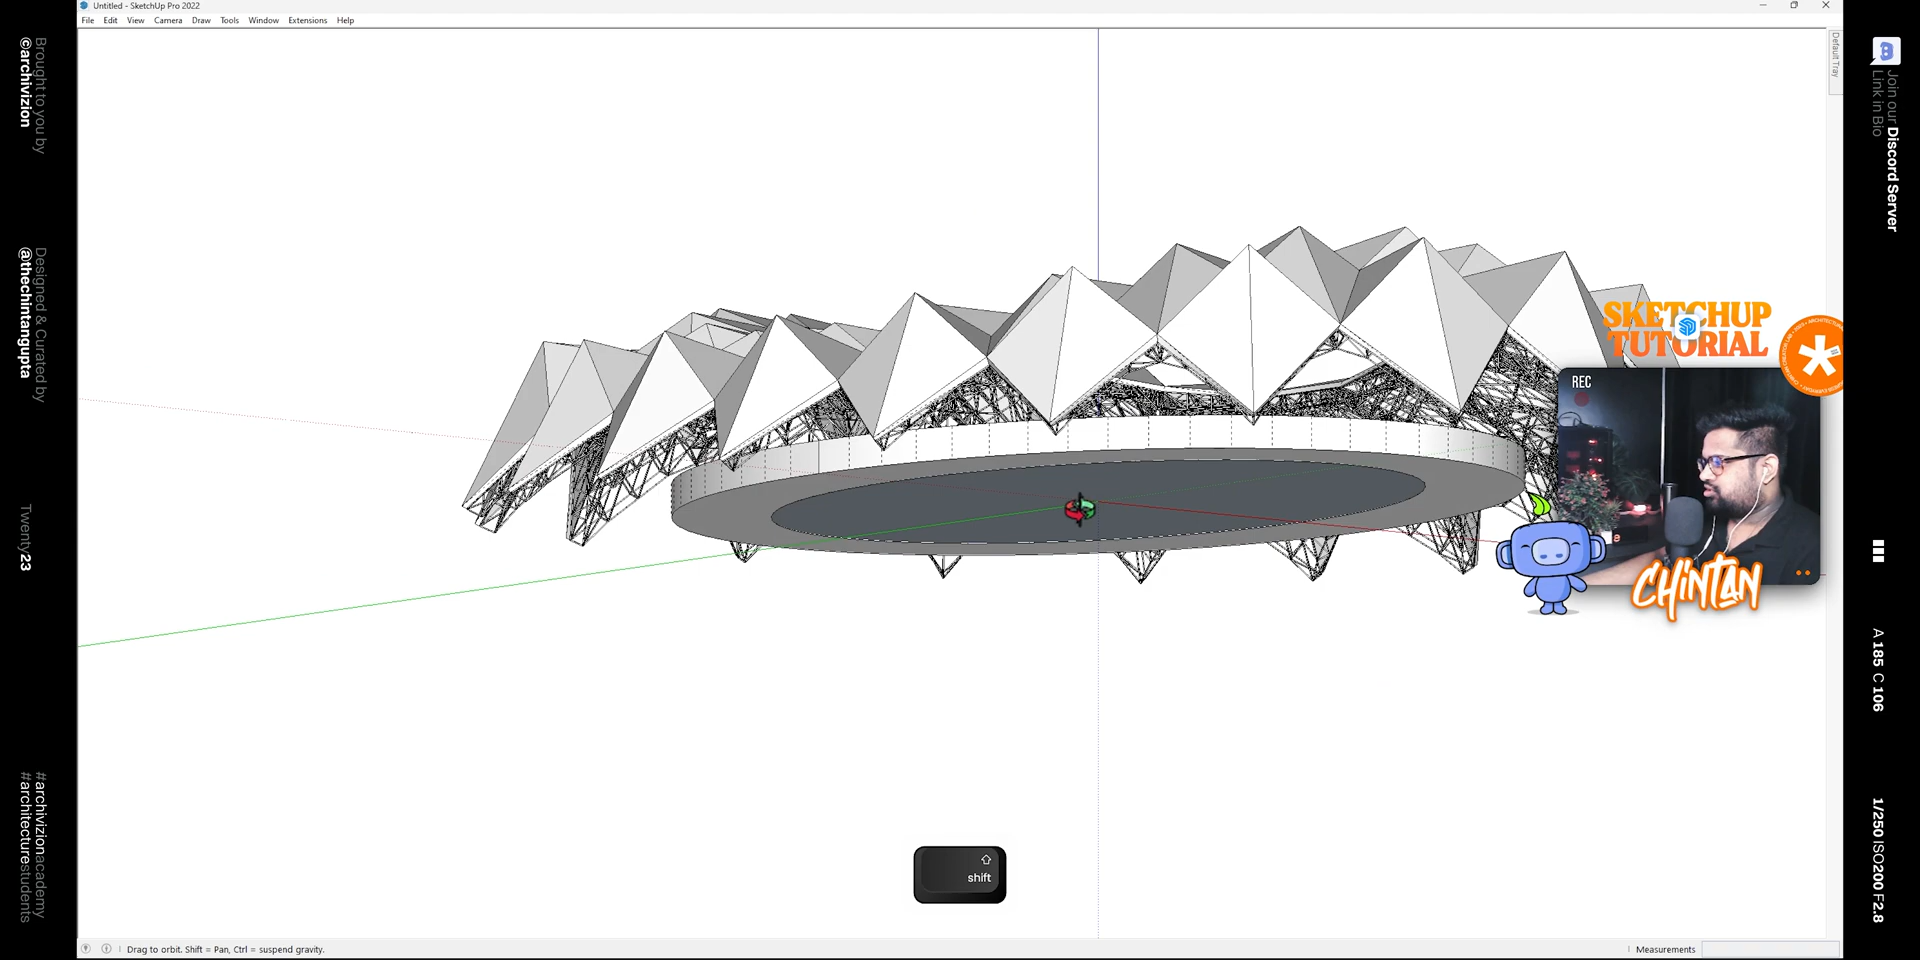 Untitled - SketchUp Pro 2022
File Edit View Camera Draw Tools Window Extensions Help
Default Tray
Brought to you by
©archivizion
Designed & Curated by
@thechintangupta
Twenty23
#archivizionacademy
#architecturestudents
Join our Discord Server
Link in Bio
A 185 C 106
1/250 ISO200 F2.8
SKETCHUP
TUTORIAL
REC
CHINTAN
shift
Drag to orbit. Shift = Pan, Ctrl = suspend gravity.
Measurements